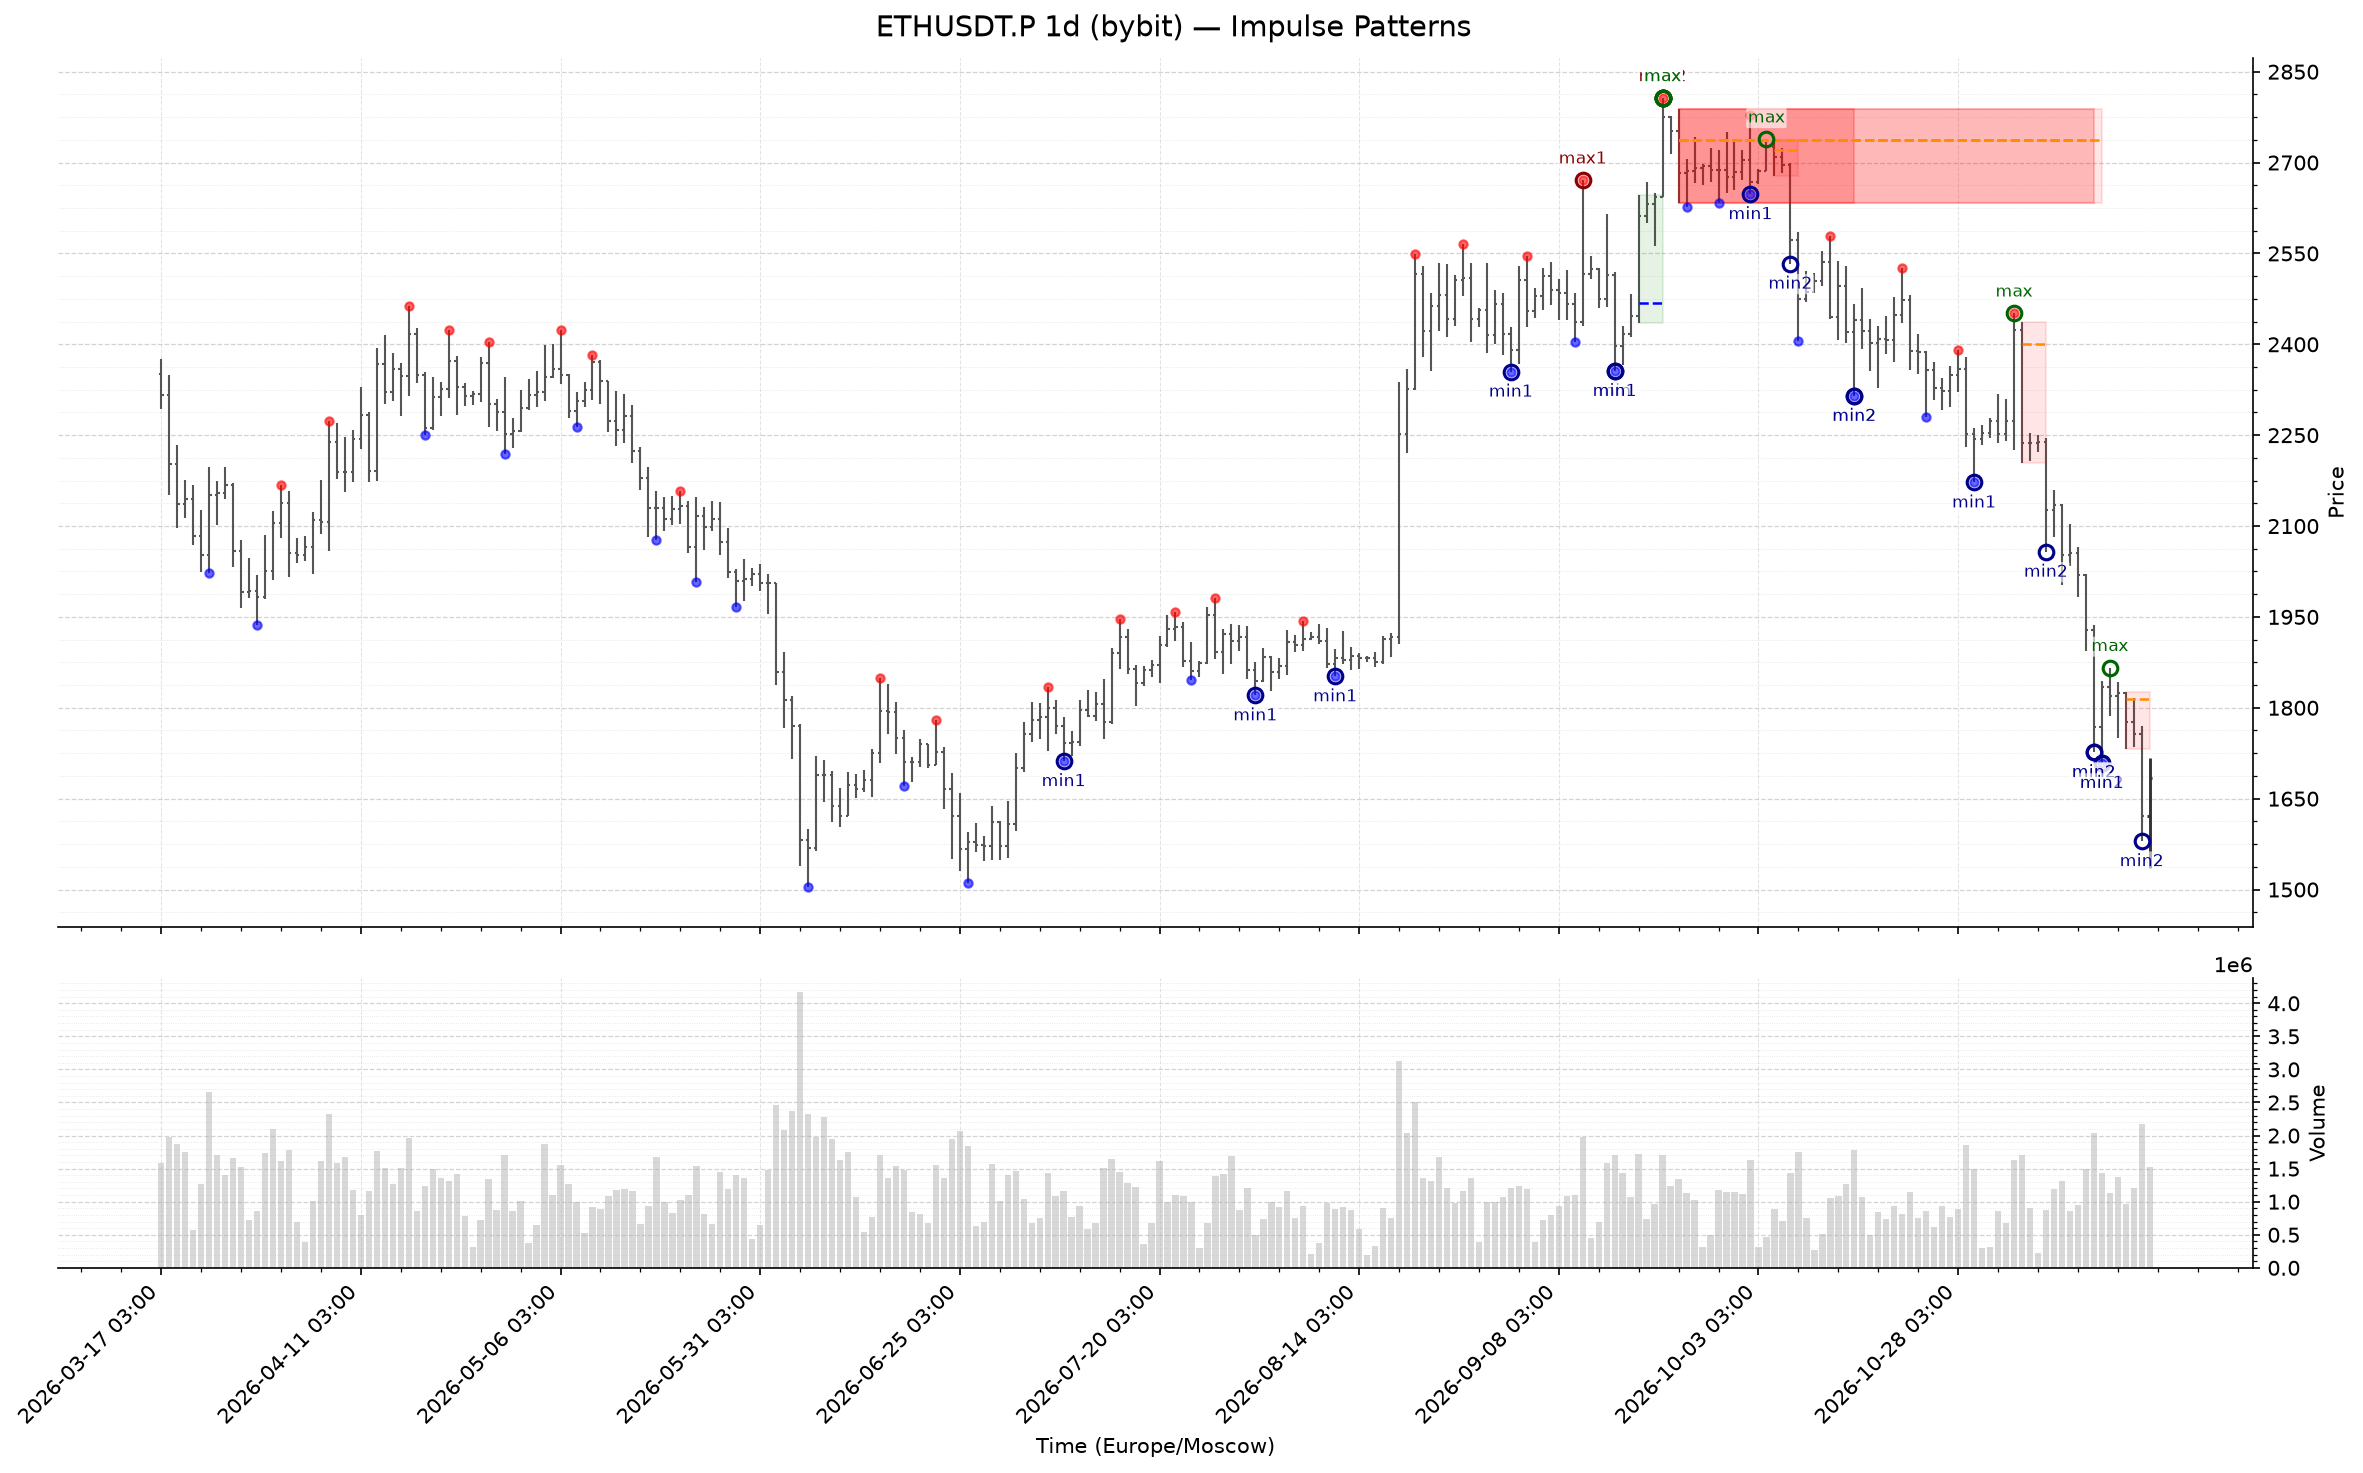 ETHUSDT.P 1d (bybit) — Impulse Patterns
max
max1
max
min1
min2
min1
min1
min2
max
min1
min2
min1
min1
min1
max
min2
min1
min2
2850
2700
2550
2400
2250
2100
1950
1800
1650
1500
Price
1e6
4.0
3.5
3.0
2.5
2.0
1.5
1.0
0.5
0.0
Volume
2026-03-17 03:00
2026-04-11 03:00
2026-05-06 03:00
2026-05-31 03:00
2026-06-25 03:00
2026-07-20 03:00
2026-08-14 03:00
2026-09-08 03:00
2026-10-03 03:00
2026-10-28 03:00
Time (Europe/Moscow)